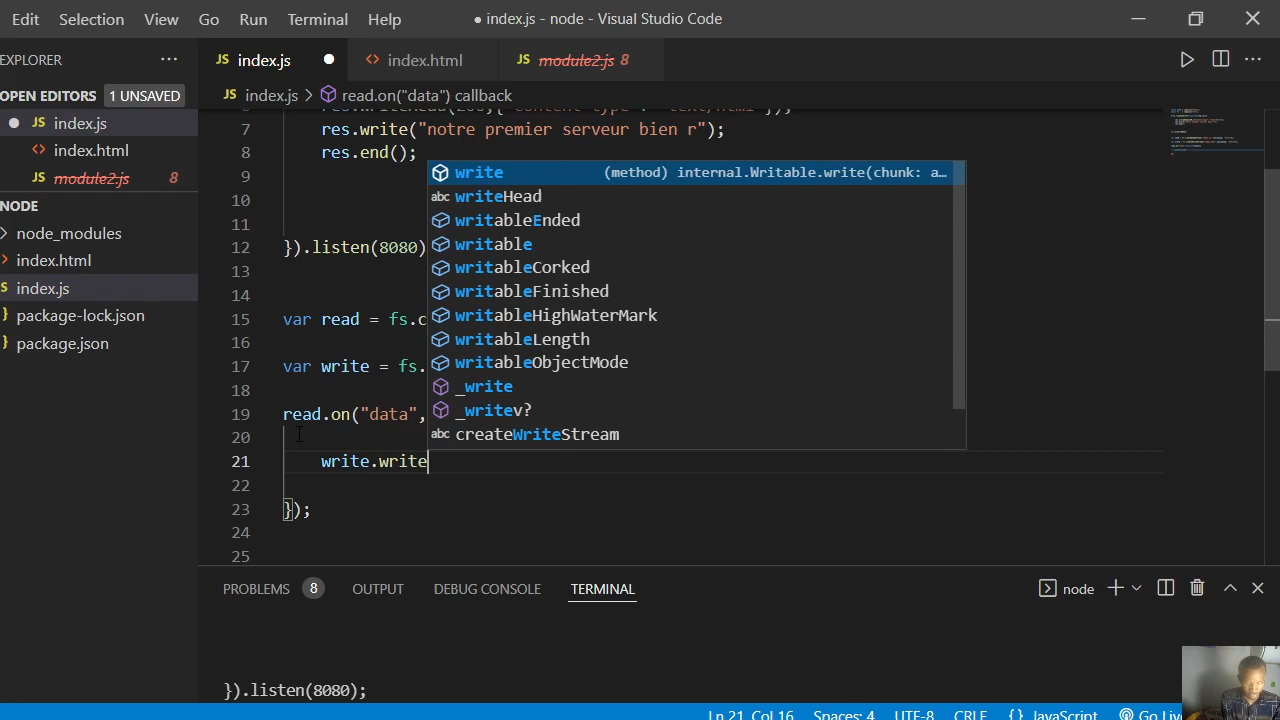 Edit Selection View Go Run Terminal Help ● index.js - node - Visual Studio Code
EXPLORER ··· JS index.js ● <> index.html JS module2.js 8
OPEN EDITORS 1 UNSAVED JS index.js > read.on("data") callback
● JS index.js
<> index.html
JS module2.js 8
NODE
> node_modules
index.html
index.js
package-lock.json
package.json
7 res.write("notre premier serveur bien r");
8 res.end();
9
10
11
12 }).listen(8080)
13
14
15 var read = fs.c
16
17 var write = fs.
18
19 read.on("data",
20
21 write.write
22
23 });
24
25
write (method) internal.Writable.write(chunk: a…
abc writeHead
writableEnded
writable
writableCorked
writableFinished
writableHighWaterMark
writableLength
writableObjectMode
_write
_writev?
abc createWriteStream
PROBLEMS 8 OUTPUT DEBUG CONSOLE TERMINAL node
}).listen(8080);
Ln 21, Col 16 Spaces: 4 UTF-8 CRLF {} JavaScript Go Liv